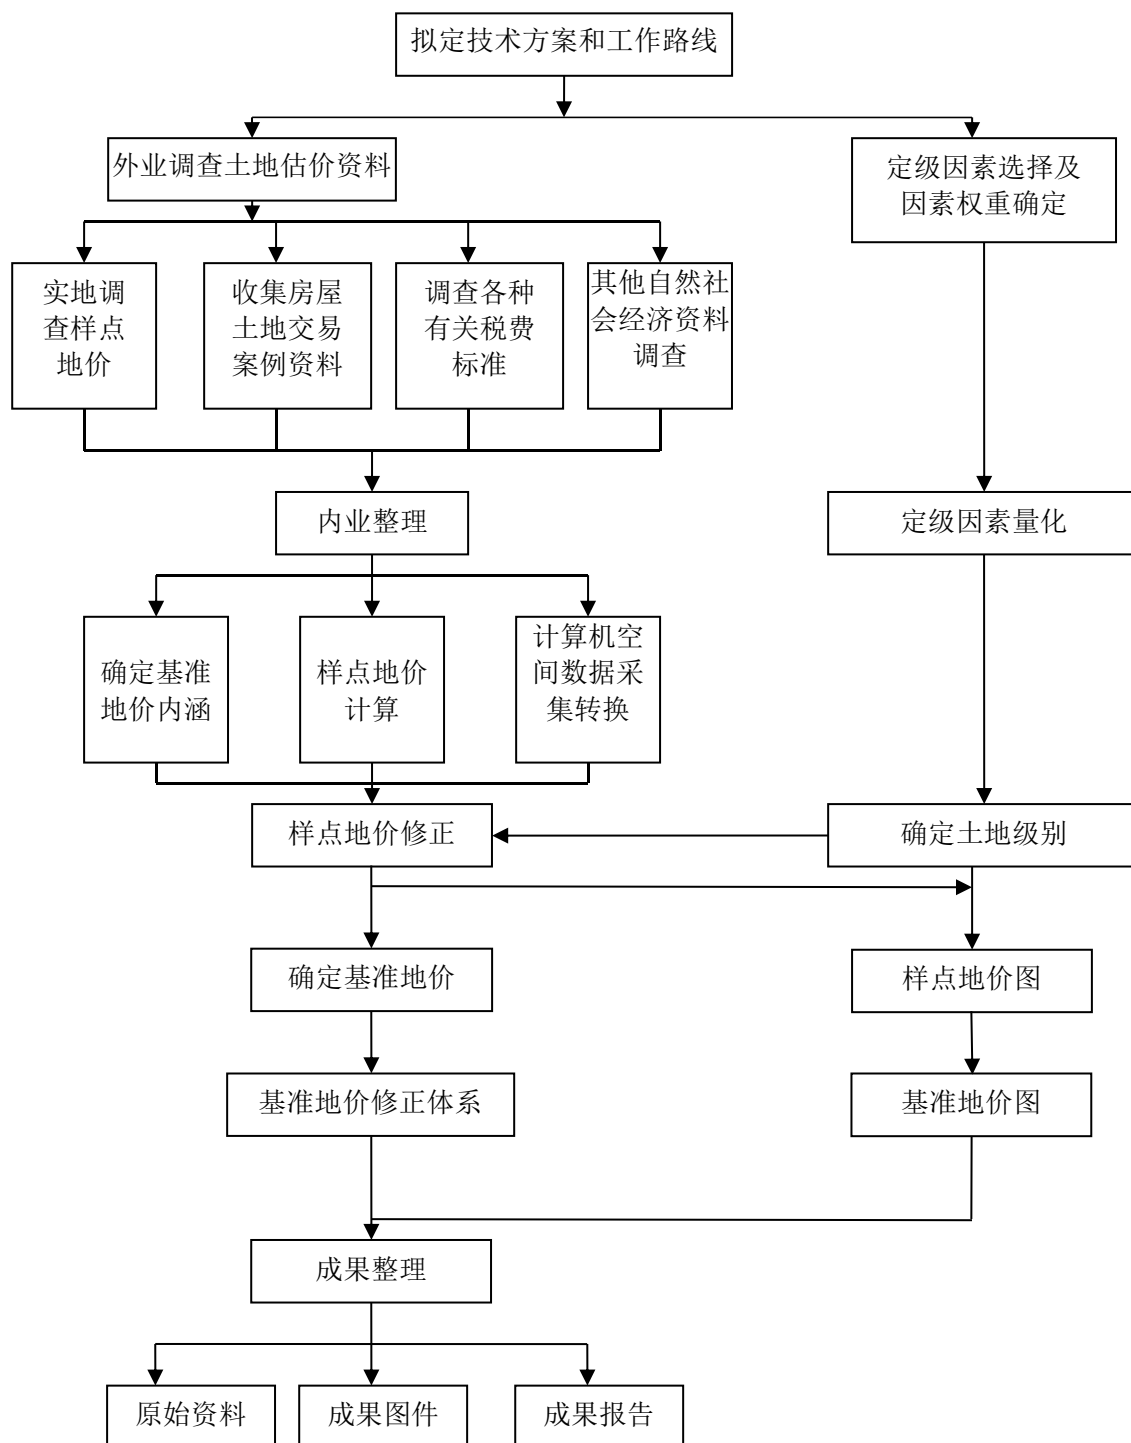 拟定技术方案和工作路线
外业调查土地估价资料
定级因素选择及
因素权重确定
实地调
查样点
地价
收集房屋
土地交易
案例资料
调查各种
有关税费
标准
其他自然社
会经济资料
调查
内业整理
定级因素量化
确定基准
地价内涵
样点地价
计算
计算机空
间数据采
集转换
样点地价修正
确定土地级别
确定基准地价
样点地价图
基准地价修正体系
基准地价图
成果整理
原始资料
成果图件
成果报告